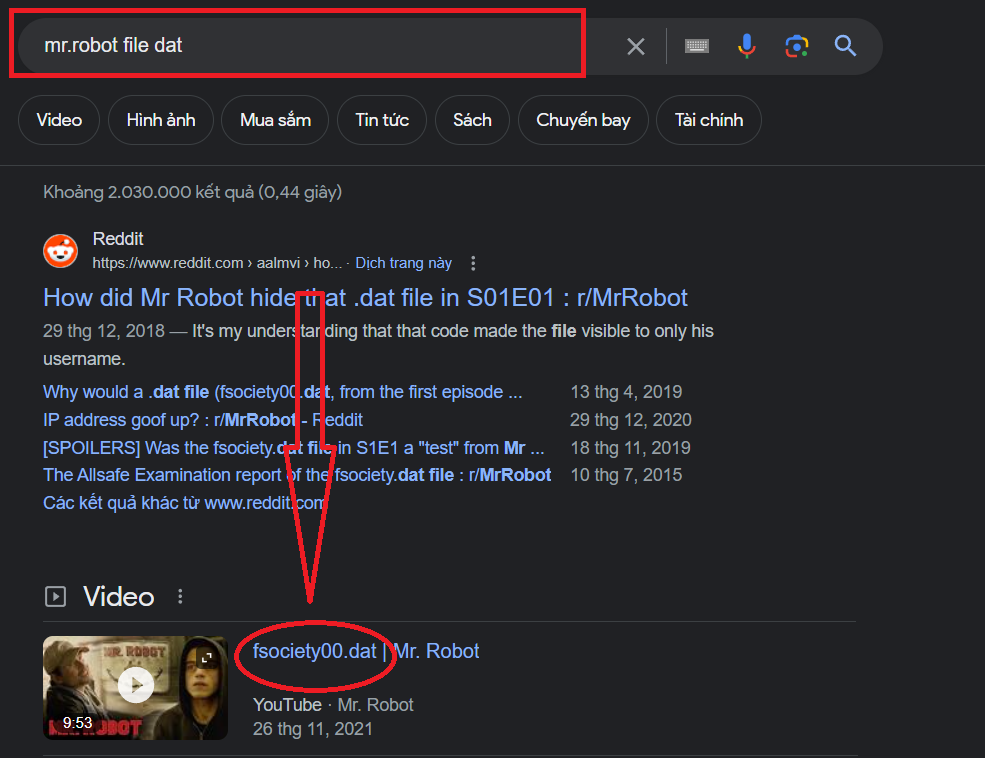 mr.robot file dat
Video Hình ảnh Mua sắm Tin tức Sách Chuyến bay Tài chính
Khoảng 2.030.000 kết quả (0,44 giây)
Reddit
https://www.reddit.com › aalmvi › ho... · Dịch trang này
How did Mr Robot hide that .dat file in S01E01 : r/MrRobot
29 thg 12, 2018 — It's my understanding that that code made the file visible to only his
username.
Why would a .dat file (fsociety00.dat, from the first episode ... 13 thg 4, 2019
IP address goof up? : r/MrRobot - Reddit 29 thg 12, 2020
[SPOILERS] Was the fsociety.dat file in S1E1 a "test" from Mr ... 18 thg 11, 2019
The Allsafe Examination report of the fsociety.dat file : r/MrRobot 10 thg 7, 2015
Các kết quả khác từ www.reddit.com
Video
MR. ROBOT
9:53
MR. ROBOT
fsociety00.dat | Mr. Robot
YouTube · Mr. Robot
26 thg 11, 2021